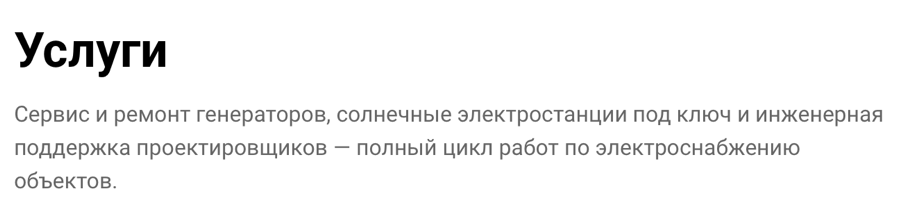 Услуги
Сервис и ремонт генераторов, солнечные электростанции под ключ и инженерная
поддержка проектировщиков — полный цикл работ по электроснабжению
объектов.